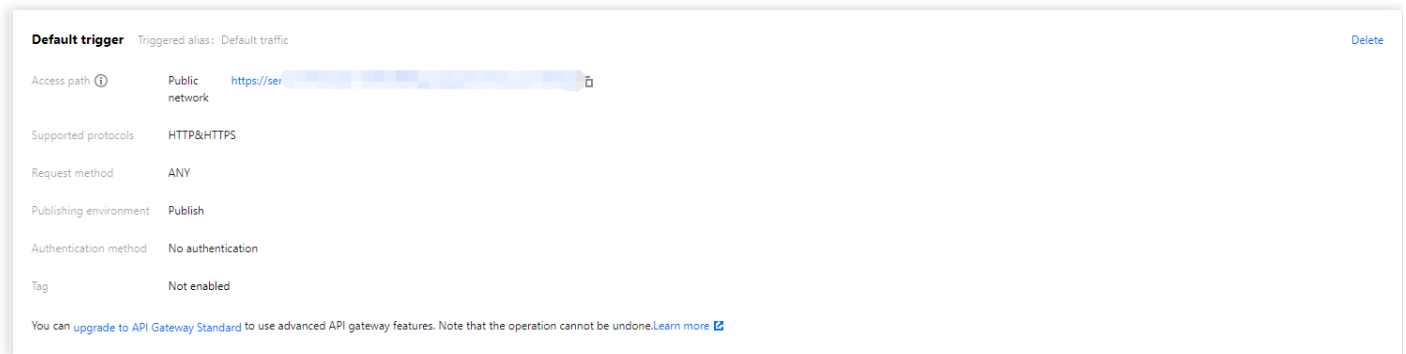 Default trigger Triggered alias: Default traffic Delete
Access path Public https://ser
network
Supported protocols HTTP&HTTPS
Request method ANY
Publishing environment Publish
Authentication method No authentication
Tag Not enabled
You can upgrade to API Gateway Standard to use advanced API gateway features. Note that the operation cannot be undone.Learn more